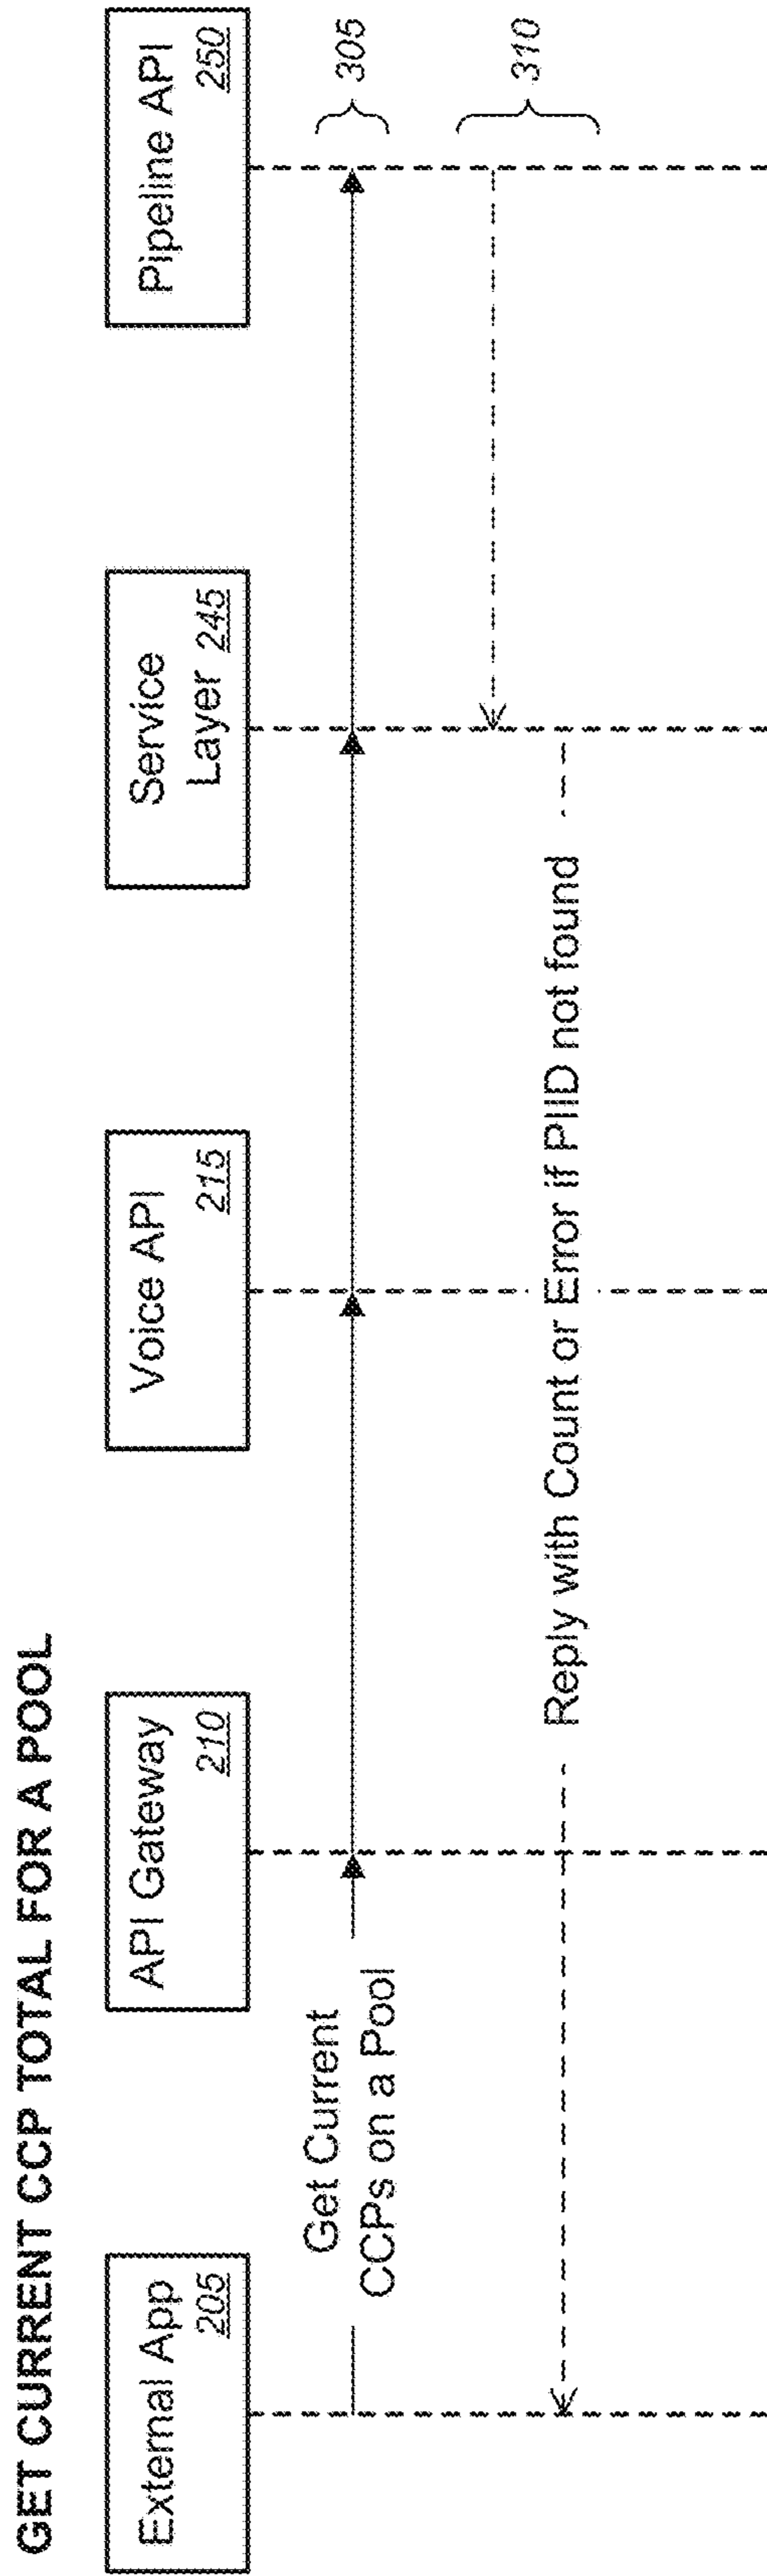 GET CURRENT CCP TOTAL FOR A POOL
External App
205
API Gateway
210
Voice API
215
Service
Layer 245
Pipeline API
250
Get Current
CCPs on a Pool
305
Reply with Count or Error if PIID not found
310